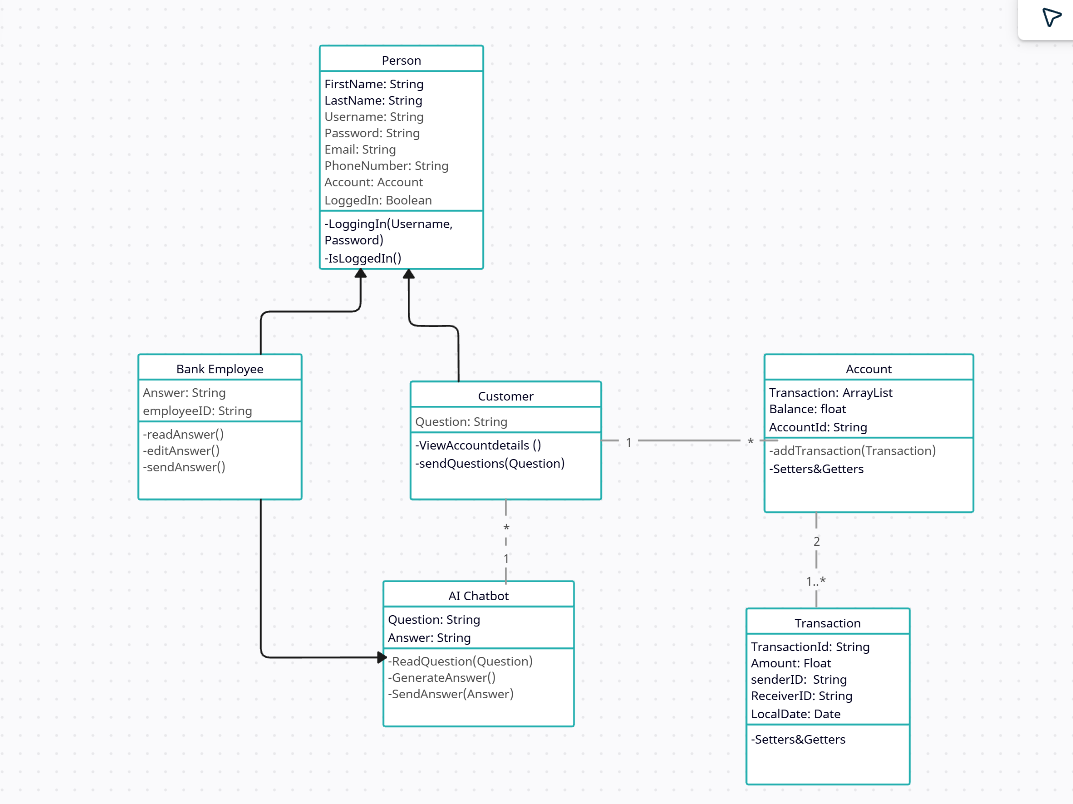 Person
FirstName: String
LastName: String
Username: String
Password: String
Email: String
PhoneNumber: String
Account: Account
LoggedIn: Boolean
-LoggingIn(Username,
Password)
-IsLoggedIn()
Bank Employee
Answer: String
employeeID: String
-readAnswer()
-editAnswer()
-sendAnswer()
Customer
Question: String
-ViewAccountdetails ()
-sendQuestions(Question)
1
*
Account
Transaction: ArrayList
Balance: float
AccountId: String
-addTransaction(Transaction)
-Setters&Getters
*
1
2
1..*
AI Chatbot
Question: String
Answer: String
-ReadQuestion(Question)
-GenerateAnswer()
-SendAnswer(Answer)
Transaction
TransactionId: String
Amount: Float
senderID:  String
ReceiverID: String
LocalDate: Date
-Setters&Getters